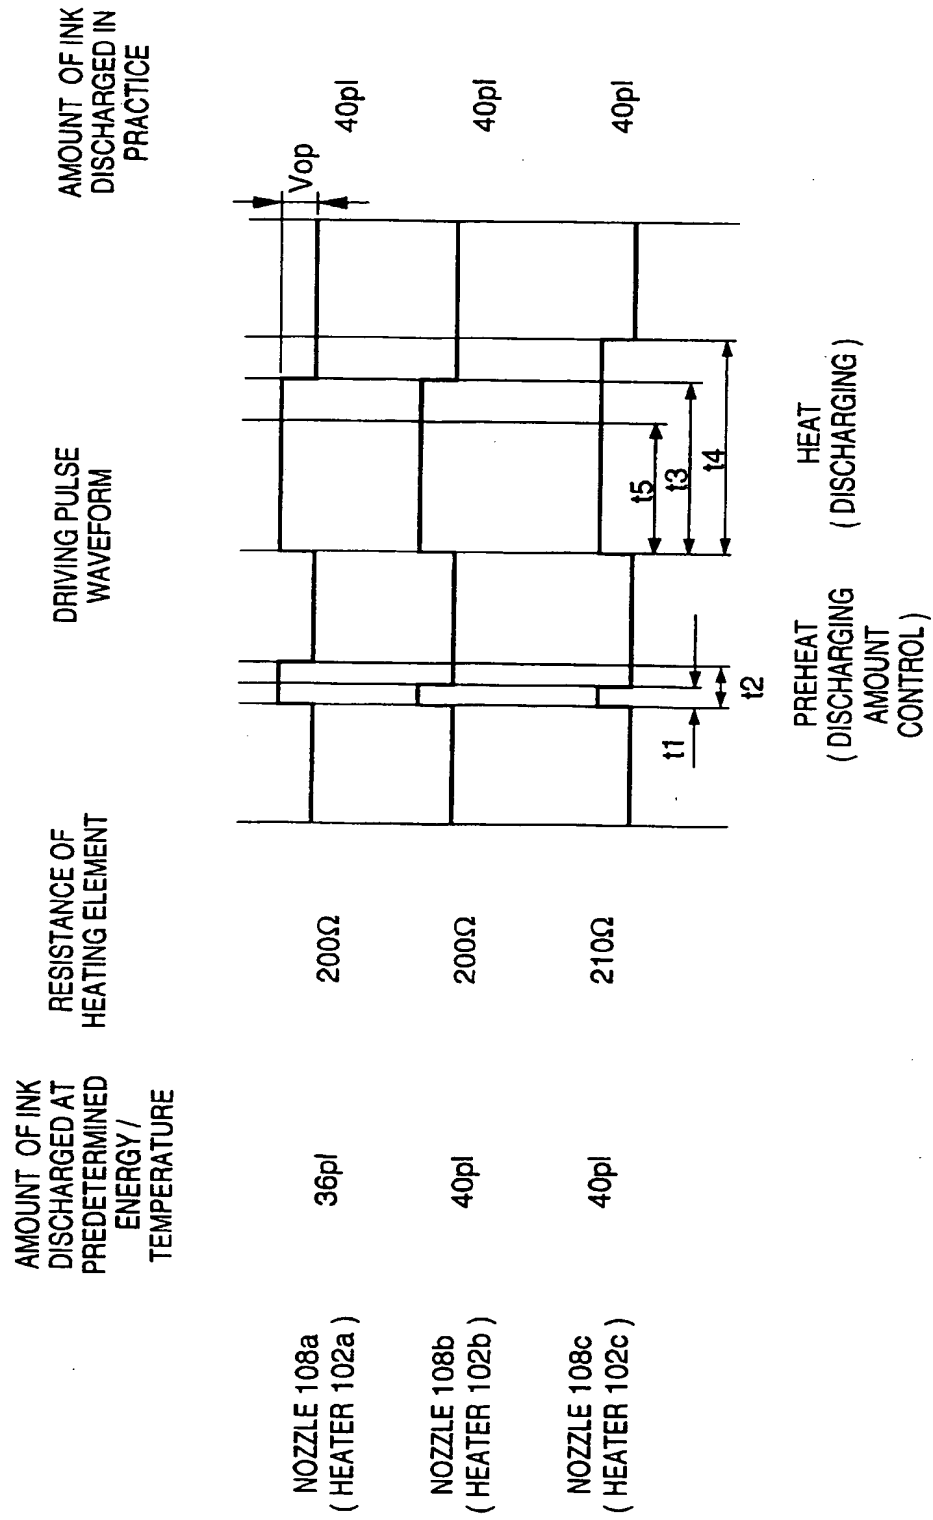 AMOUNT OF INK
DISCHARGED AT
PREDETERMINED
ENERGY /
TEMPERATURE
RESISTANCE OF
HEATING ELEMENT
DRIVING PULSE
WAVEFORM
AMOUNT OF INK
DISCHARGED IN
PRACTICE
Vop
NOZZLE 108a
( HEATER 102a )
36pl
200Ω
40pl
NOZZLE 108b
( HEATER 102b )
40pl
200Ω
40pl
NOZZLE 108c
( HEATER 102c )
40pl
210Ω
40pl
t1
t2
t5
t3
t4
PREHEAT
( DISCHARGING
AMOUNT
CONTROL )
HEAT
( DISCHARGING )